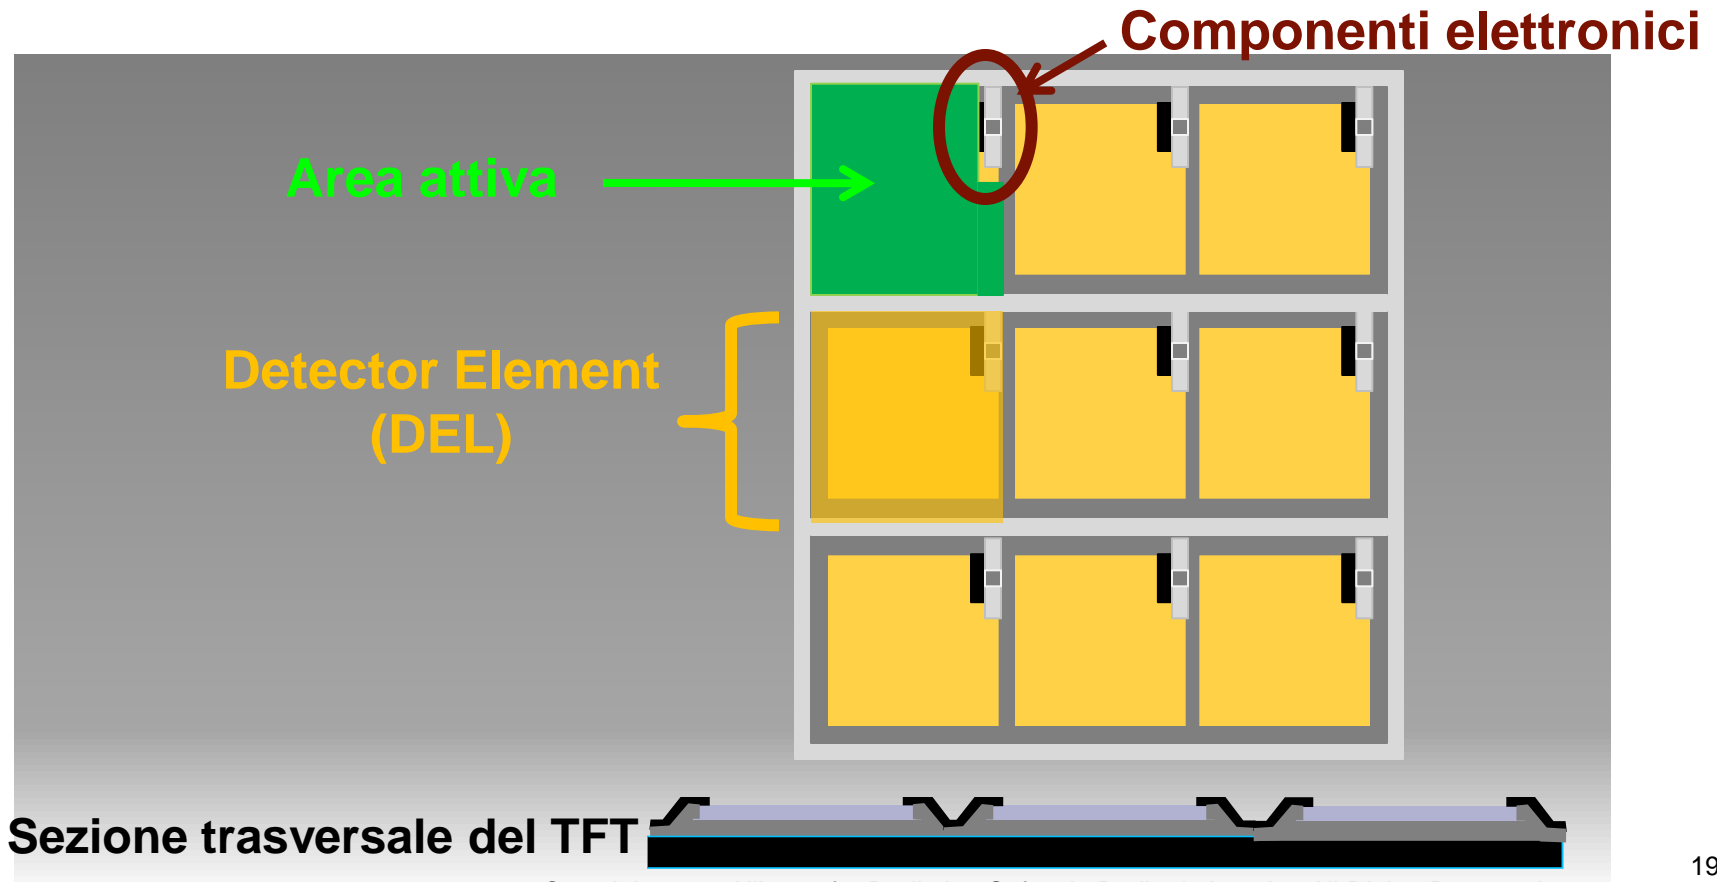 Componenti elettronici
Area attiva
Detector Element
(DEL)
Sezione trasversale del TFT
19